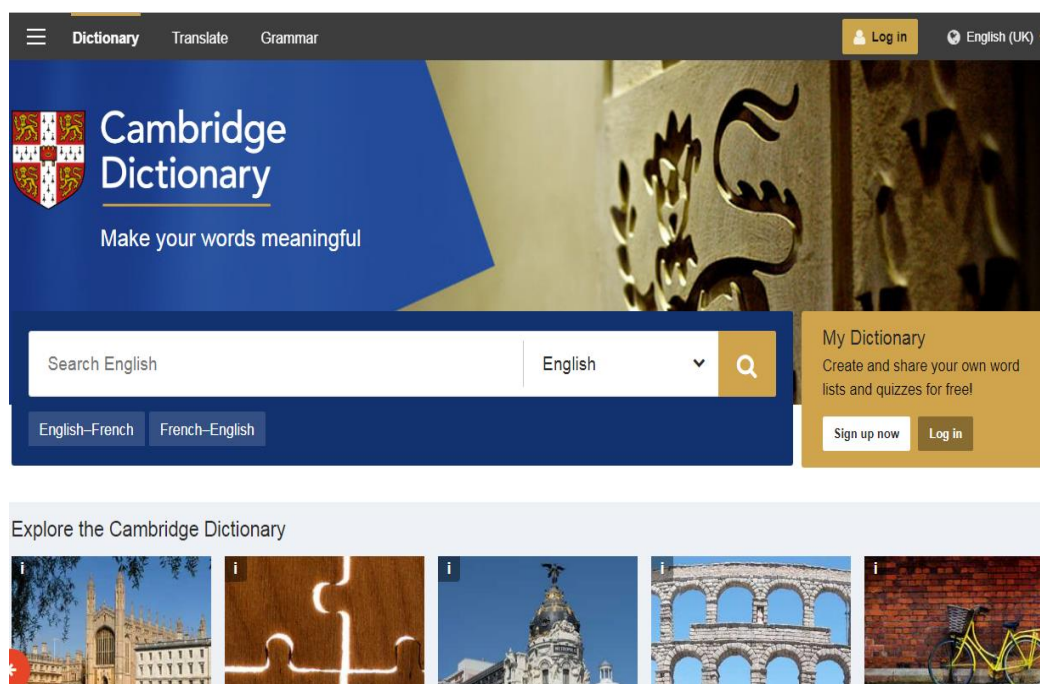 Dictionary Translate Grammar Log in English (UK)
Cambridge
Dictionary
Make your words meaningful
Search English English
English–French French–English
My Dictionary
Create and share your own word
lists and quizzes for free!
Sign up now Log in
Explore the Cambridge Dictionary
i i i i i